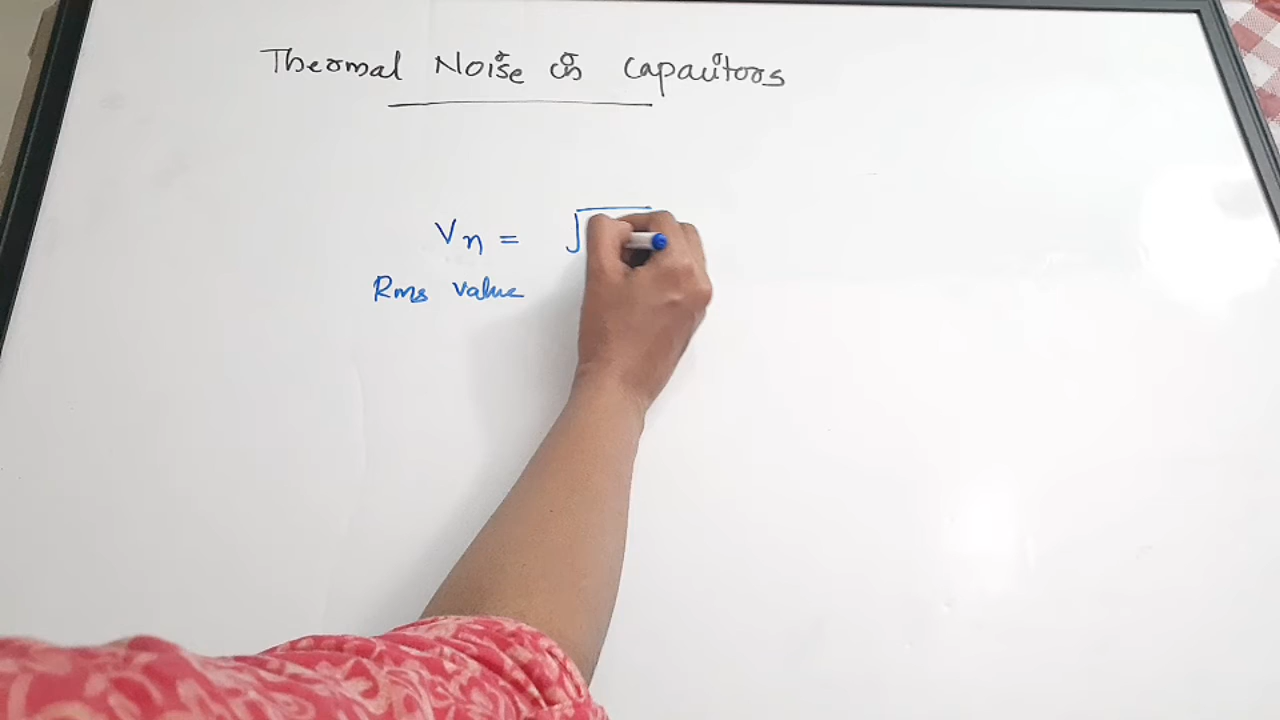 Thermal Noise in Capacitors
Vn = √
Rms value